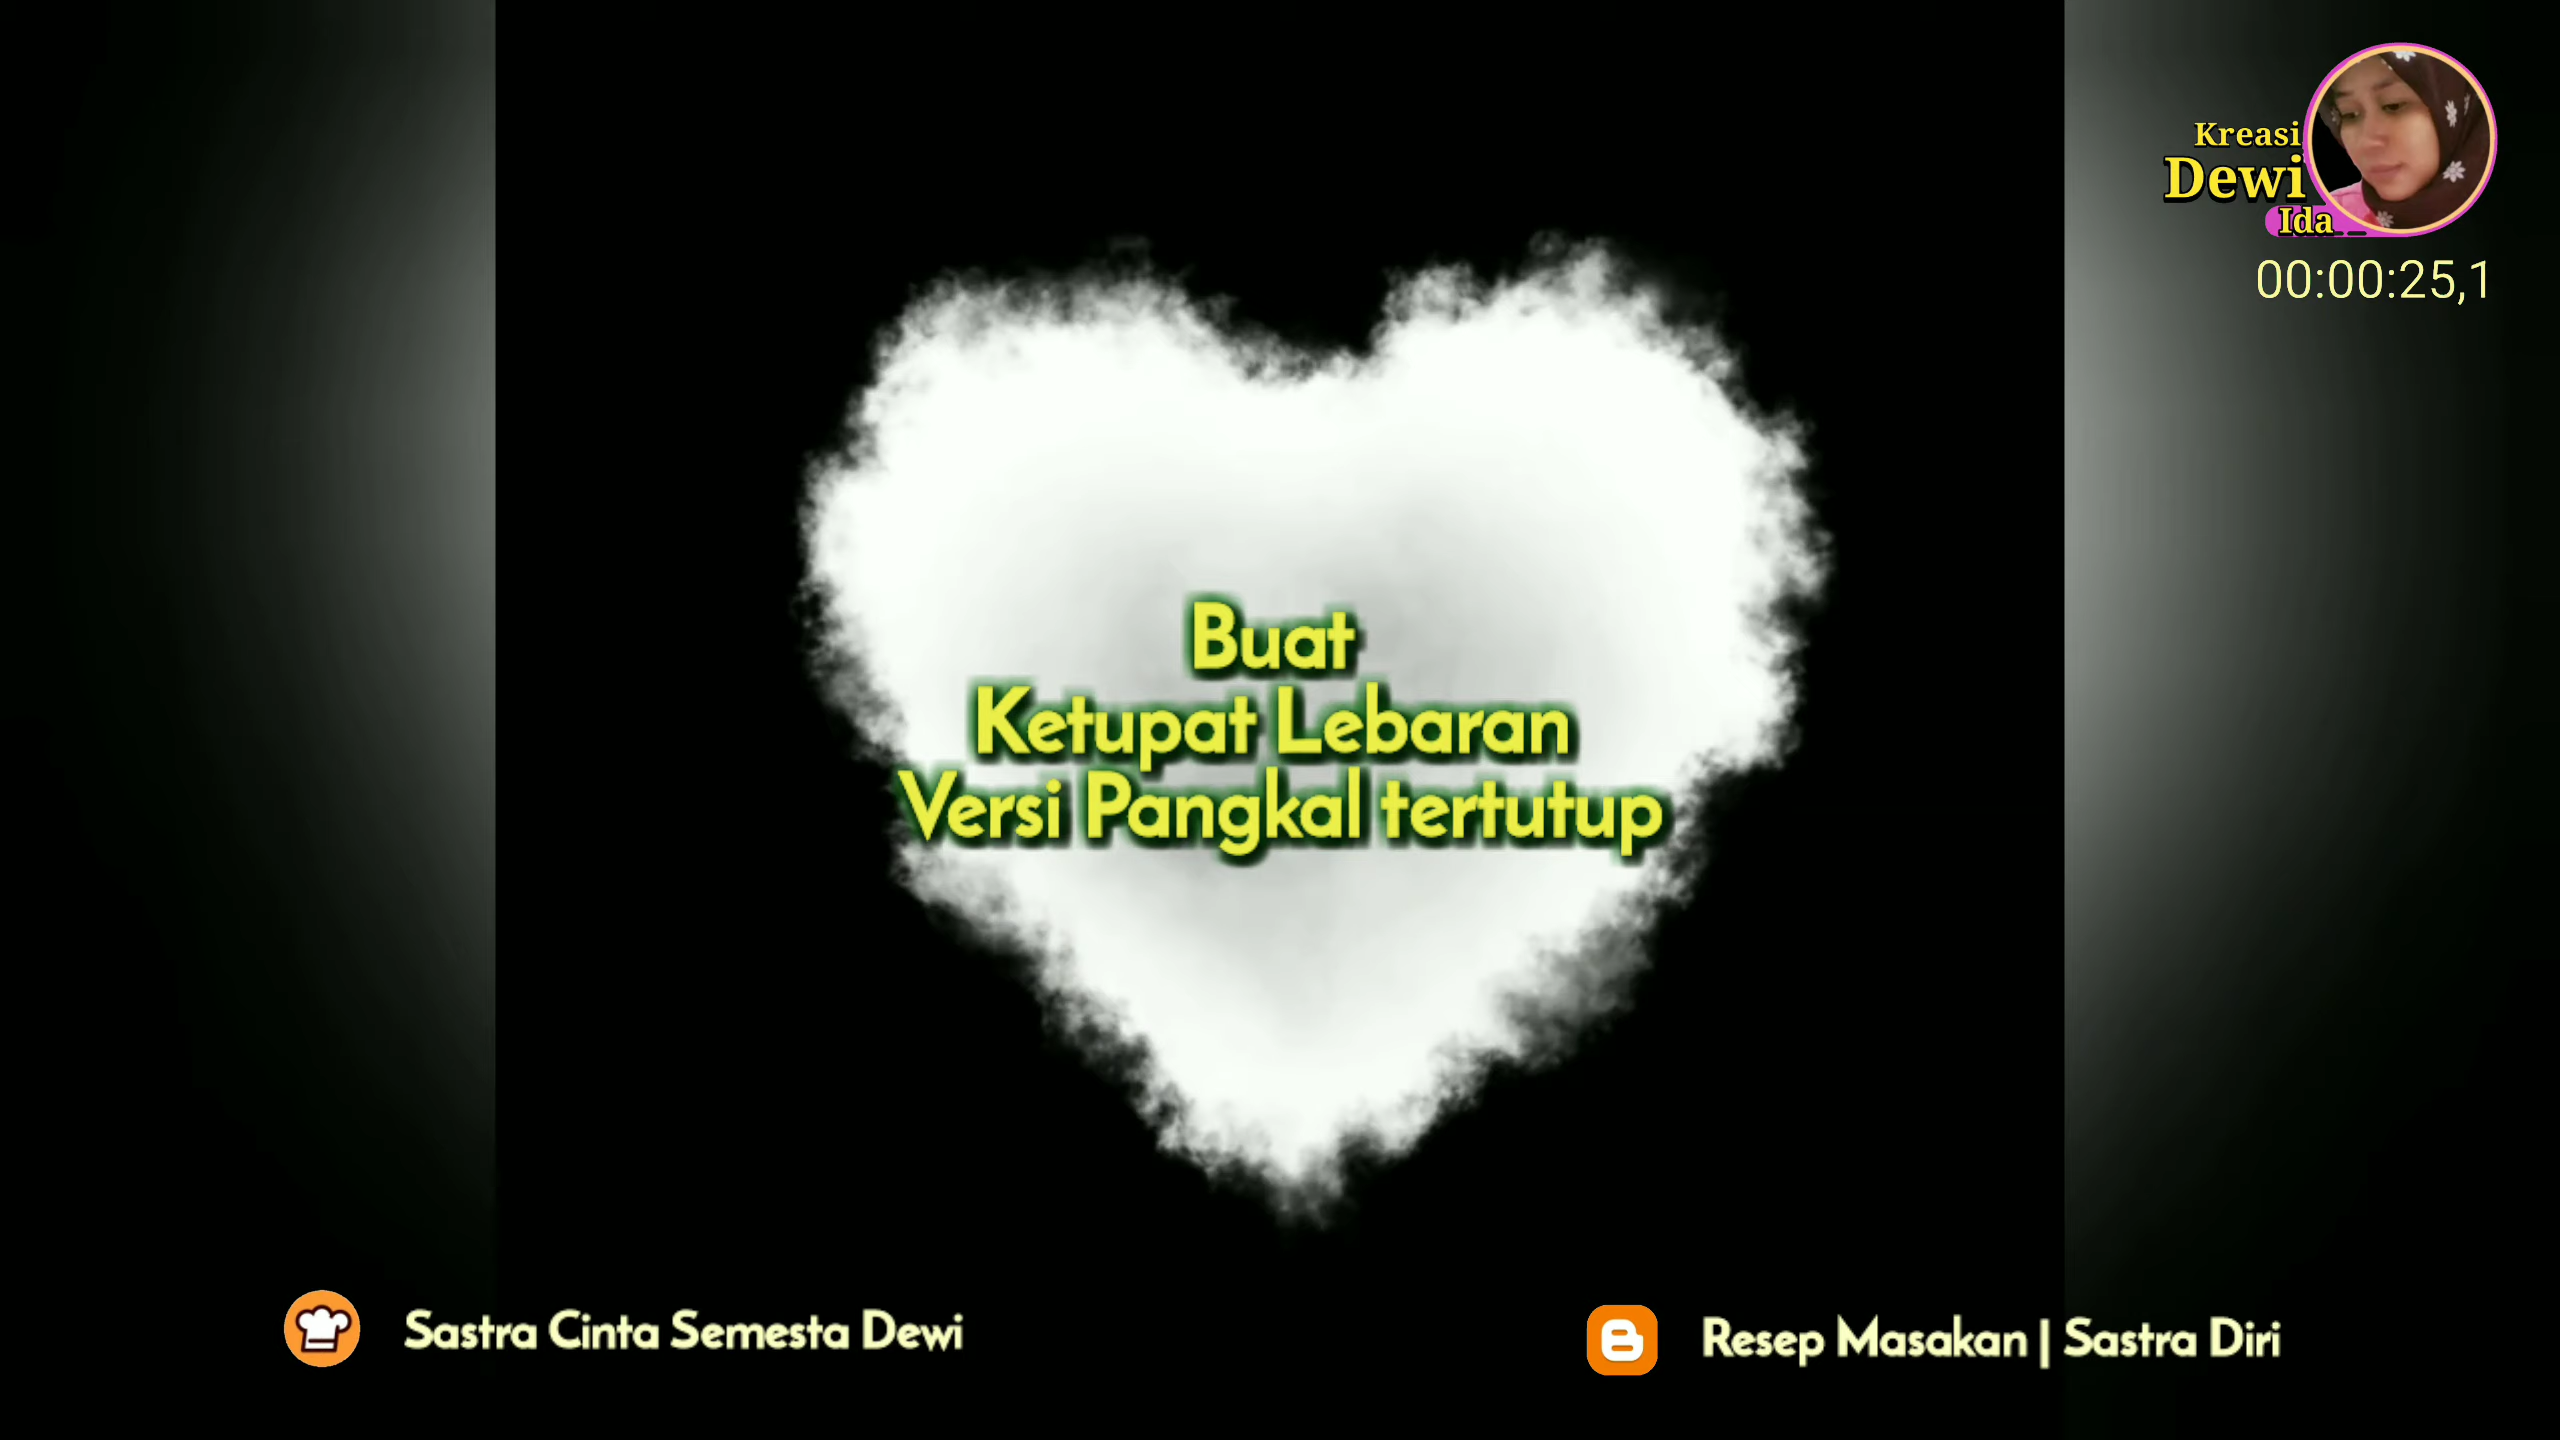 Kreasi
Dewi
Ida
00:00:25,1
Buat
Ketupat Lebaran
Versi Pangkal tertutup
Sastra Cinta Semesta Dewi
Resep Masakan | Sastra Diri